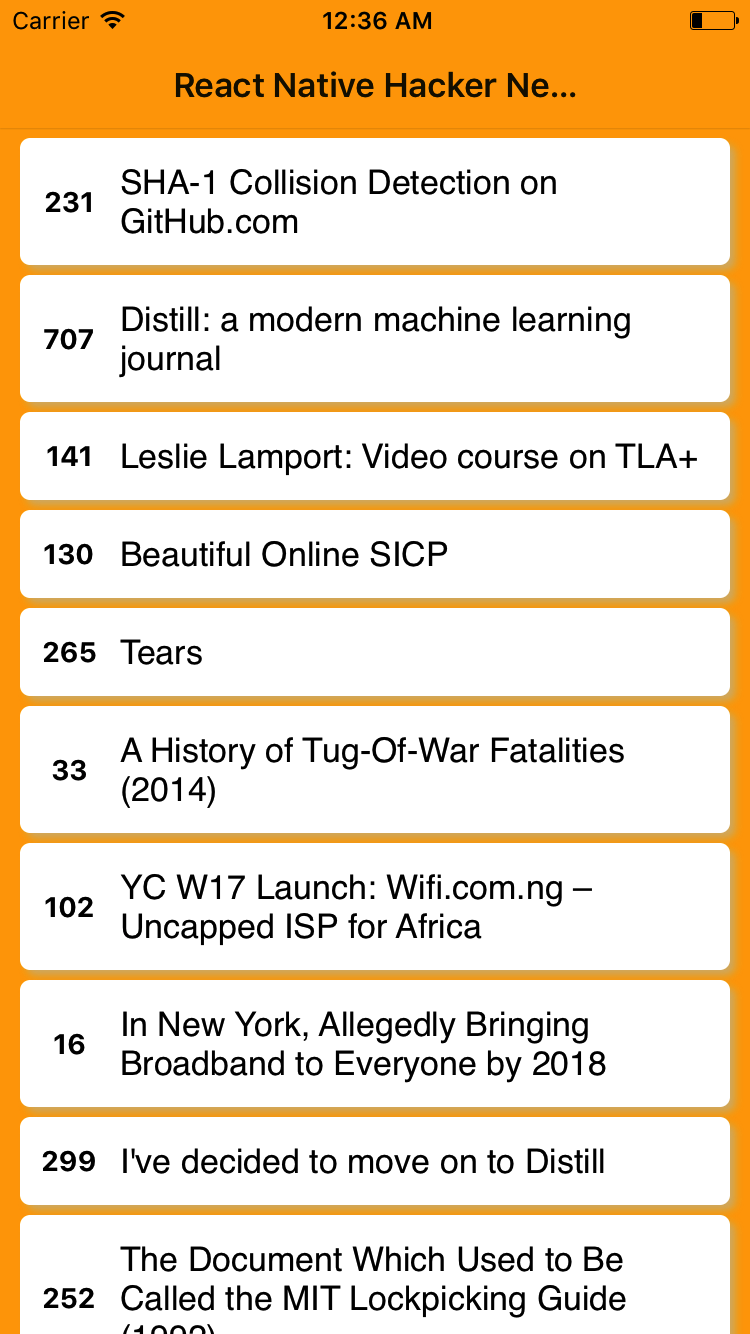 Carrier 12:36 AM
React Native Hacker Ne...
231 SHA-1 Collision Detection on
GitHub.com
707 Distill: a modern machine learning
journal
141 Leslie Lamport: Video course on TLA+
130 Beautiful Online SICP
265 Tears
33 A History of Tug-Of-War Fatalities
(2014)
102 YC W17 Launch: Wifi.com.ng –
Uncapped ISP for Africa
16 In New York, Allegedly Bringing
Broadband to Everyone by 2018
299 I've decided to move on to Distill
The Document Which Used to Be
252 Called the MIT Lockpicking Guide